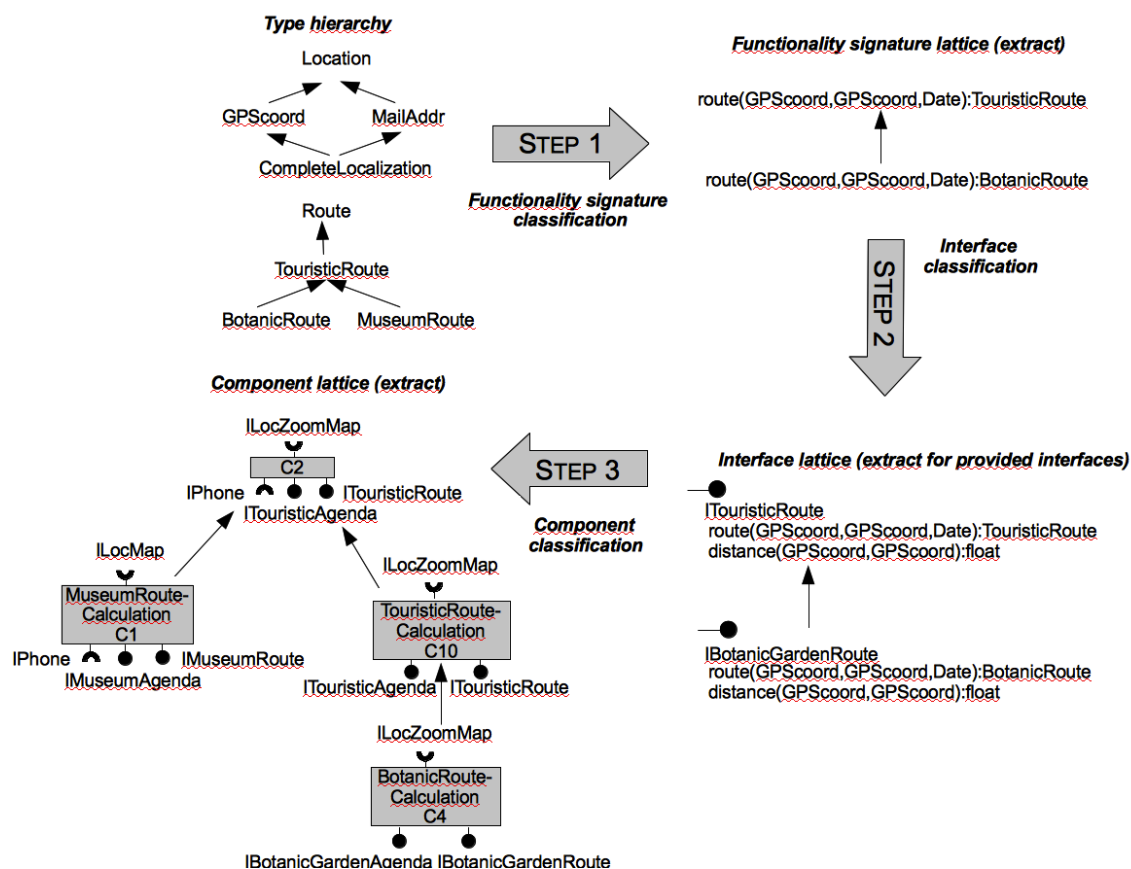 Type hierarchy
Location
GPScoord MailAddr
CompleteLocalization
Route
TouristicRoute
BotanicRoute MuseumRoute
STEP 1
Functionality signature
classification
Functionality signature lattice (extract)
route(GPScoord,GPScoord,Date):TouristicRoute
route(GPScoord,GPScoord,Date):BotanicRoute
STEP 2
Interface
classification
Interface lattice (extract for provided interfaces)
ITouristicRoute
route(GPScoord,GPScoord,Date):TouristicRoute
distance(GPScoord,GPScoord):float
IBotanicGardenRoute
route(GPScoord,GPScoord,Date):BotanicRoute
distance(GPScoord,GPScoord):float
STEP 3
Component
classification
Component lattice (extract)
ILocZoomMap
C2
IPhone ITouristicRoute
ITouristicAgenda
ILocMap
MuseumRoute-
Calculation
C1
IPhone IMuseumRoute
IMuseumAgenda
ILocZoomMap
TouristicRoute-
Calculation
C10
ITouristicAgenda ITouristicRoute
ILocZoomMap
BotanicRoute-
Calculation
C4
IBotanicGardenAgenda IBotanicGardenRoute